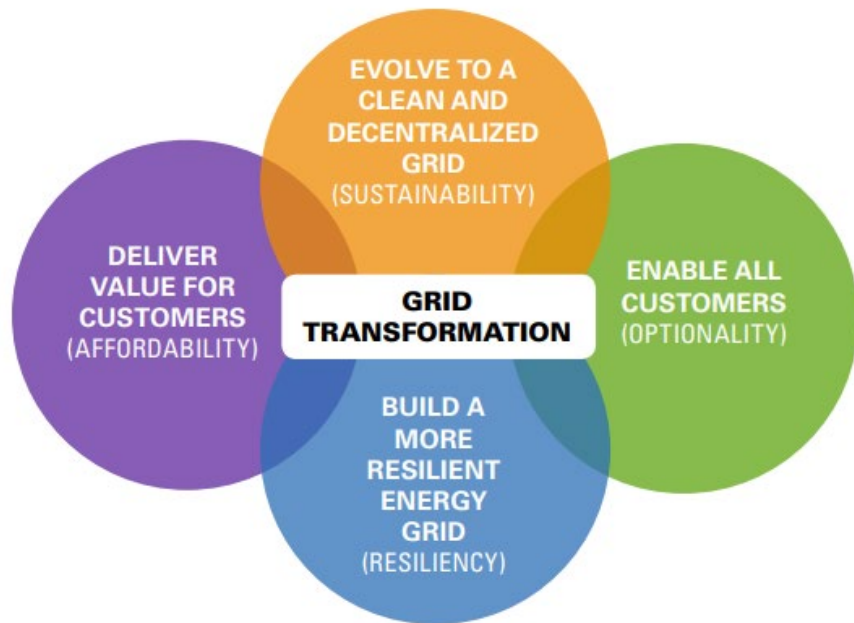 EVOLVE TO A
CLEAN AND
DECENTRALIZED
GRID
(SUSTAINABILITY)
DELIVER
VALUE FOR
CUSTOMERS
(AFFORDABILITY)
GRID
TRANSFORMATION
ENABLE ALL
CUSTOMERS
(OPTIONALITY)
BUILD A
MORE
RESILIENT
ENERGY
GRID
(RESILIENCY)